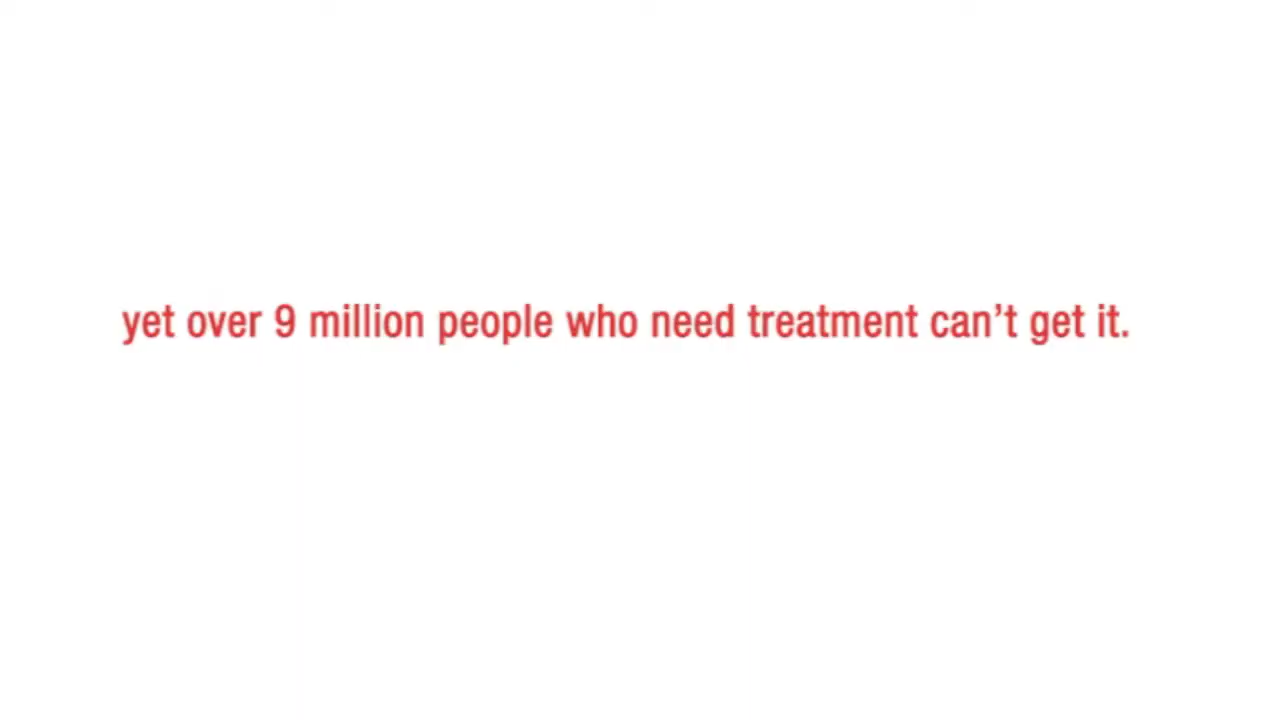 yet over 9 million people who need treatment can’t get it.